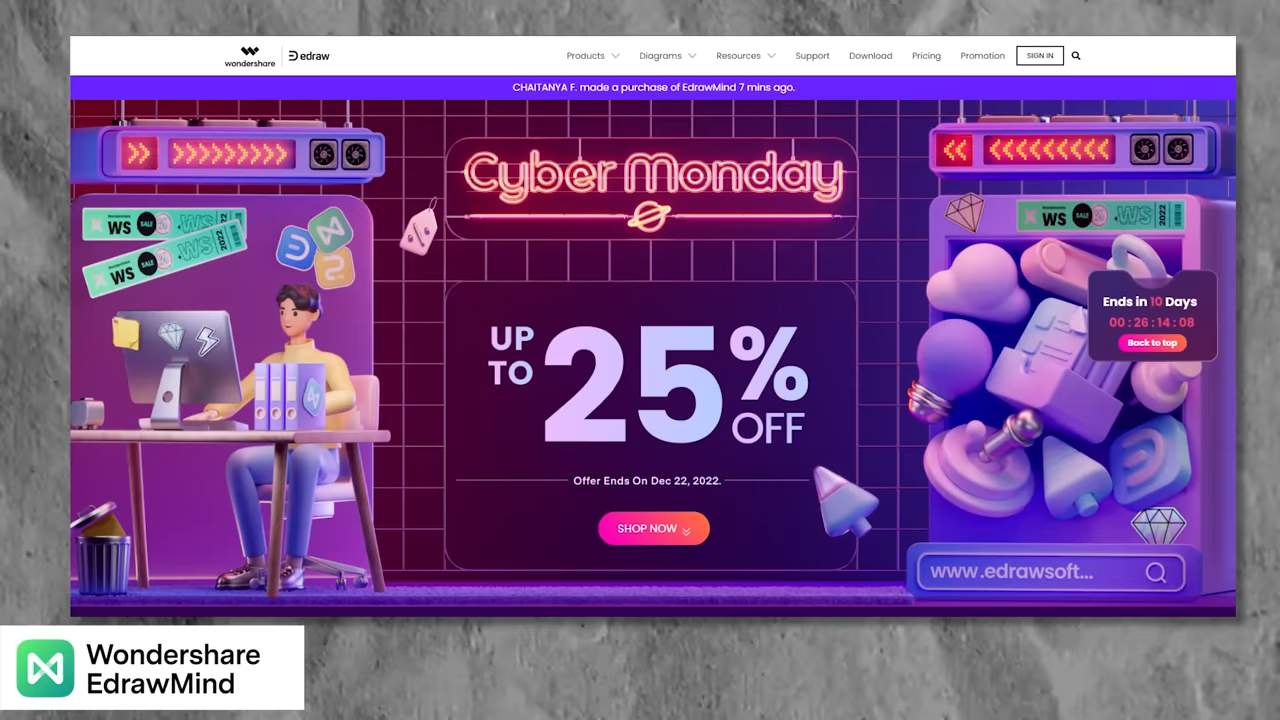 wondershare
edraw
Products
Diagrams
Resources
Support
Download
Pricing
Promotion
SIGN IN
CHAITANYA F. made a purchase of EdrawMind 7 mins ago.
Cyber Monday
WS SALE % WS 2022
WS SALE WS 2022
WS SALE % WS 2022
%
UP TO 25% OFF
Offer Ends On Dec 22, 2022.
SHOP NOW
Ends in 10 Days
00 : 26 : 14 : 08
Back to top
www.edrawsoft...
Wondershare
EdrawMind